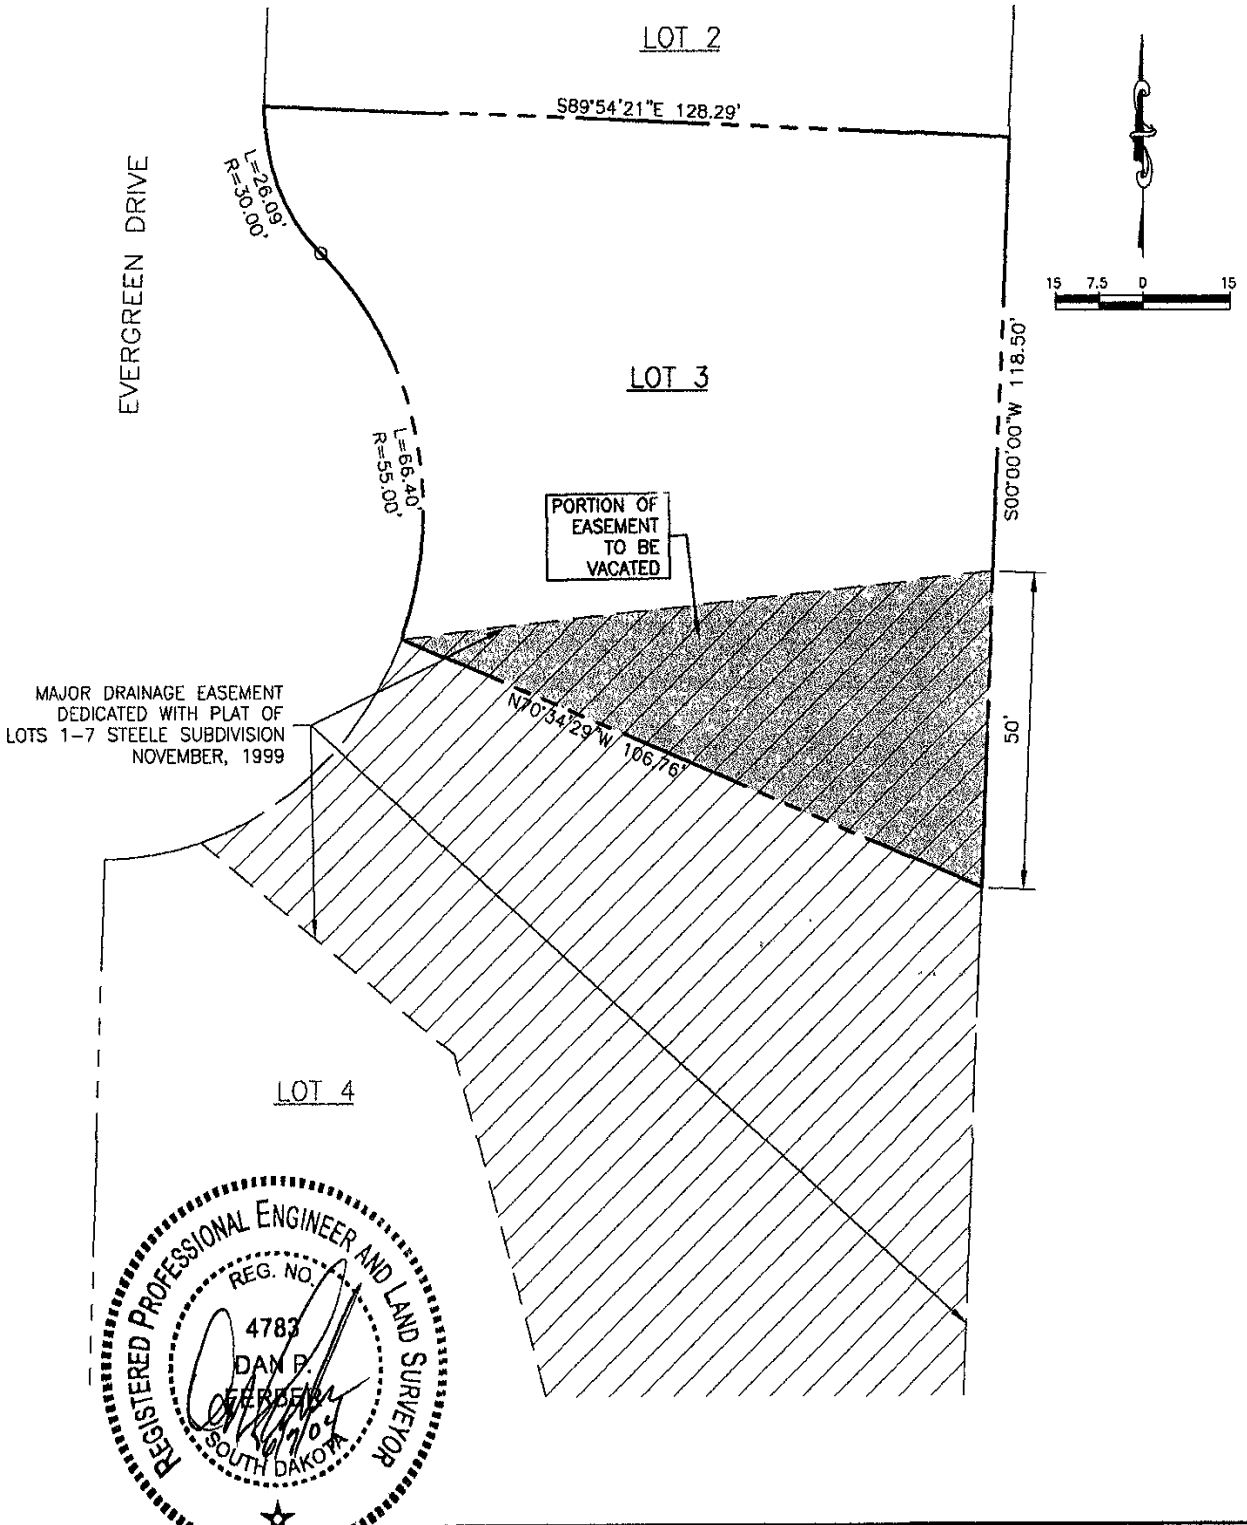 LOT 2
S89°54'21"E 128.29'
L=26.09'
R=30.00'
EVERGREEN DRIVE
15 7.5 0 15
LOT 3
S00°00'00"W 118.50'
L=66.40'
R=55.00'
PORTION OF
EASEMENT
TO BE
VACATED
MAJOR DRAINAGE EASEMENT
DEDICATED WITH PLAT OF
LOTS 1-7 STEELE SUBDIVISION
NOVEMBER, 1999
N70°34'29"W 106.76'
50'
LOT 4
REGISTERED PROFESSIONAL ENGINEER AND LAND SURVEYOR
REG. NO.
4783
DAN P.
FERBER
SOUTH DAKOTA